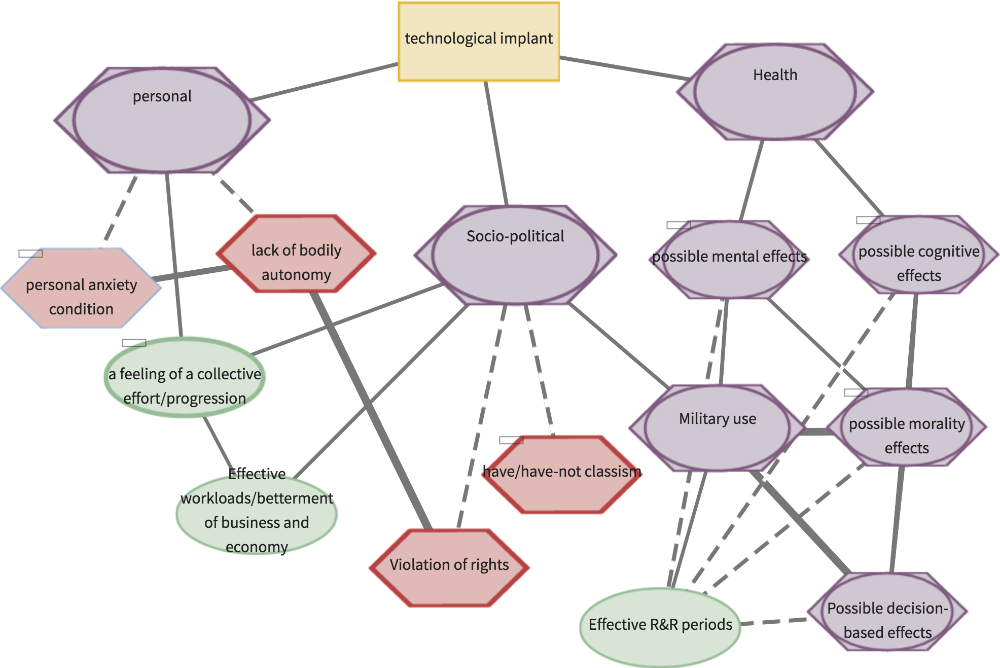 technological implant
Health
personal
Socio-political
lack of bodily
autonomy
possible mental effects
possible cognitive
effects
personal anxiety
condition
a feeling of a collective
effort/progression
Military use
possible morality
effects
have/have-not classism
Effective
workloads/betterment
of business and
economy
Violation of rights
Effective R&R periods
Possible decision-
based effects